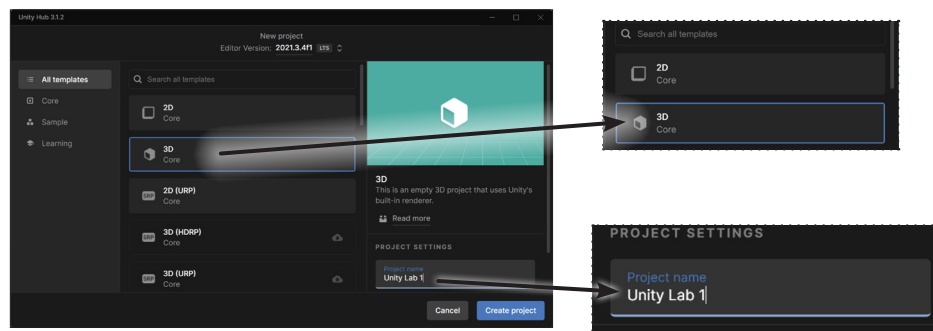 Unity Hub 3.1.2
New project
Editor Version: 2021.3.4f1 LTS
All templates
Core
Sample
Learning
Search all templates
2D
Core
3D
Core
2D (URP)
Core
3D (HDRP)
Core
3D (URP)
Core
SRP
SRP
SRP
3D
This is an empty 3D project that uses Unity's
built-in renderer.
Read more
PROJECT SETTINGS
Project name
Unity Lab 1
Cancel
Create project
Search all templates
2D
Core
3D
Core
PROJECT SETTINGS
Project name
Unity Lab 1